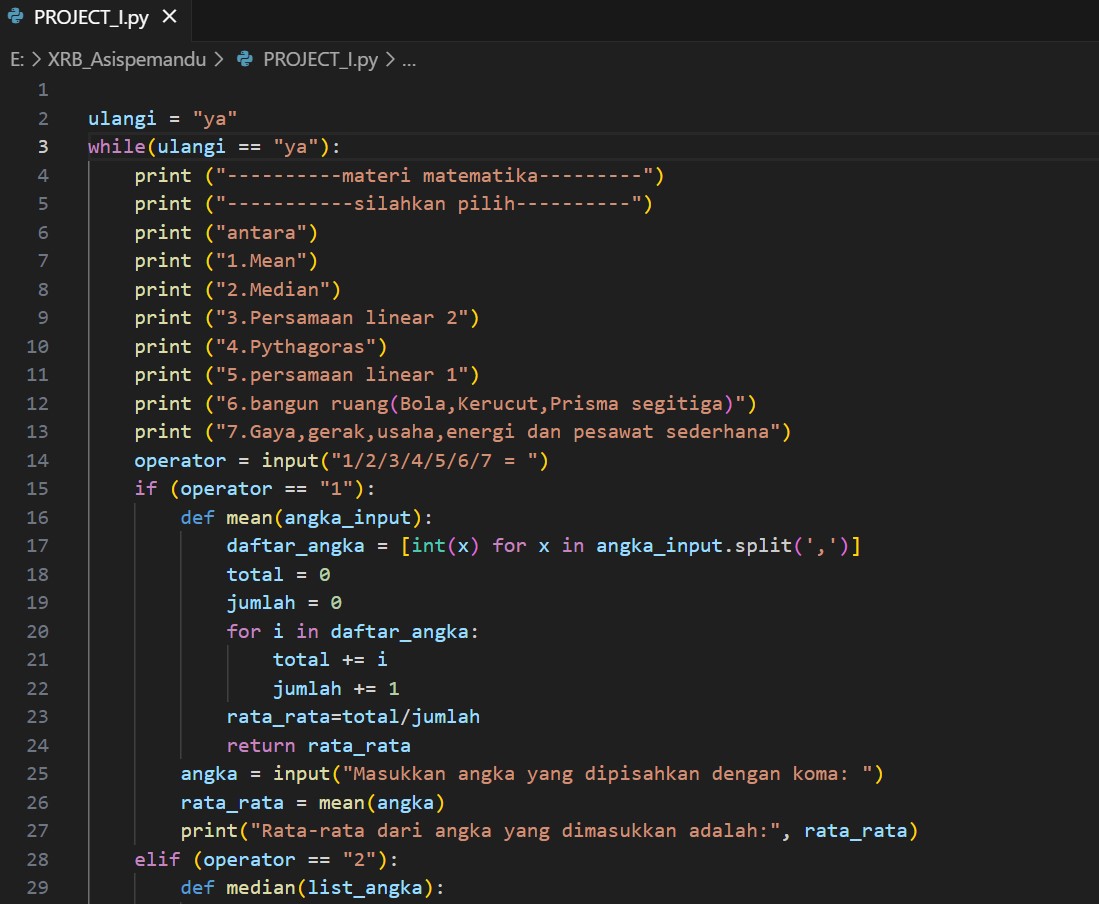 PROJECT_I.py ×
E: > XRB_Asispemandu > PROJECT_I.py > ...
1
2 ulangi = "ya"
3 while(ulangi == "ya"):
4     print ("----------materi matematika---------")
5     print ("-----------silahkan pilih----------")
6     print ("antara")
7     print ("1.Mean")
8     print ("2.Median")
9     print ("3.Persamaan linear 2")
10     print ("4.Pythagoras")
11     print ("5.persamaan linear 1")
12     print ("6.bangun ruang(Bola,Kerucut,Prisma segitiga)")
13     print ("7.Gaya,gerak,usaha,energi dan pesawat sederhana")
14     operator = input("1/2/3/4/5/6/7 = ")
15     if (operator == "1"):
16         def mean(angka_input):
17             daftar_angka = [int(x) for x in angka_input.split(',')]
18             total = 0
19             jumlah = 0
20             for i in daftar_angka:
21                 total += i
22                 jumlah += 1
23             rata_rata=total/jumlah
24             return rata_rata
25         angka = input("Masukkan angka yang dipisahkan dengan koma: ")
26         rata_rata = mean(angka)
27         print("Rata-rata dari angka yang dimasukkan adalah:", rata_rata)
28     elif (operator == "2"):
29         def median(list_angka):